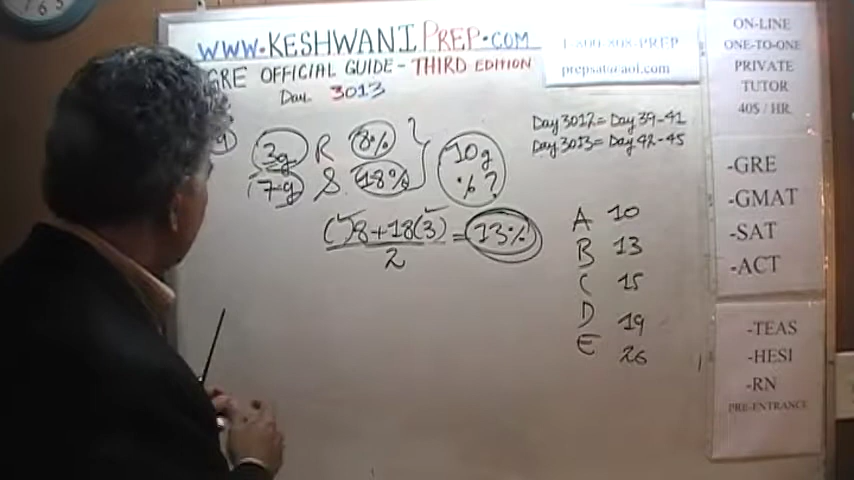 WWW.KESHWANIPREP.COM
GRE OFFICIAL GUIDE - THIRD EDITION
Day 3013
1-800-808-PREP
prepsat@aol.com
Day 3012 = Day 39-41
Day 3013 = Day 42-45
3g R 8%
7g S 18%
?
10g
%?
( )8+18(3) = 13%
2
A 10
B 13
C 15
D 19
E 26
ON-LINE
ONE-TO-ONE
PRIVATE
TUTOR
40$ / HR
-GRE
-GMAT
-SAT
-ACT
-TEAS
-HESI
-RN
PRE-ENTRANCE